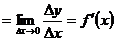 = lim_{Δx→0} Δy/Δx = f'(x)